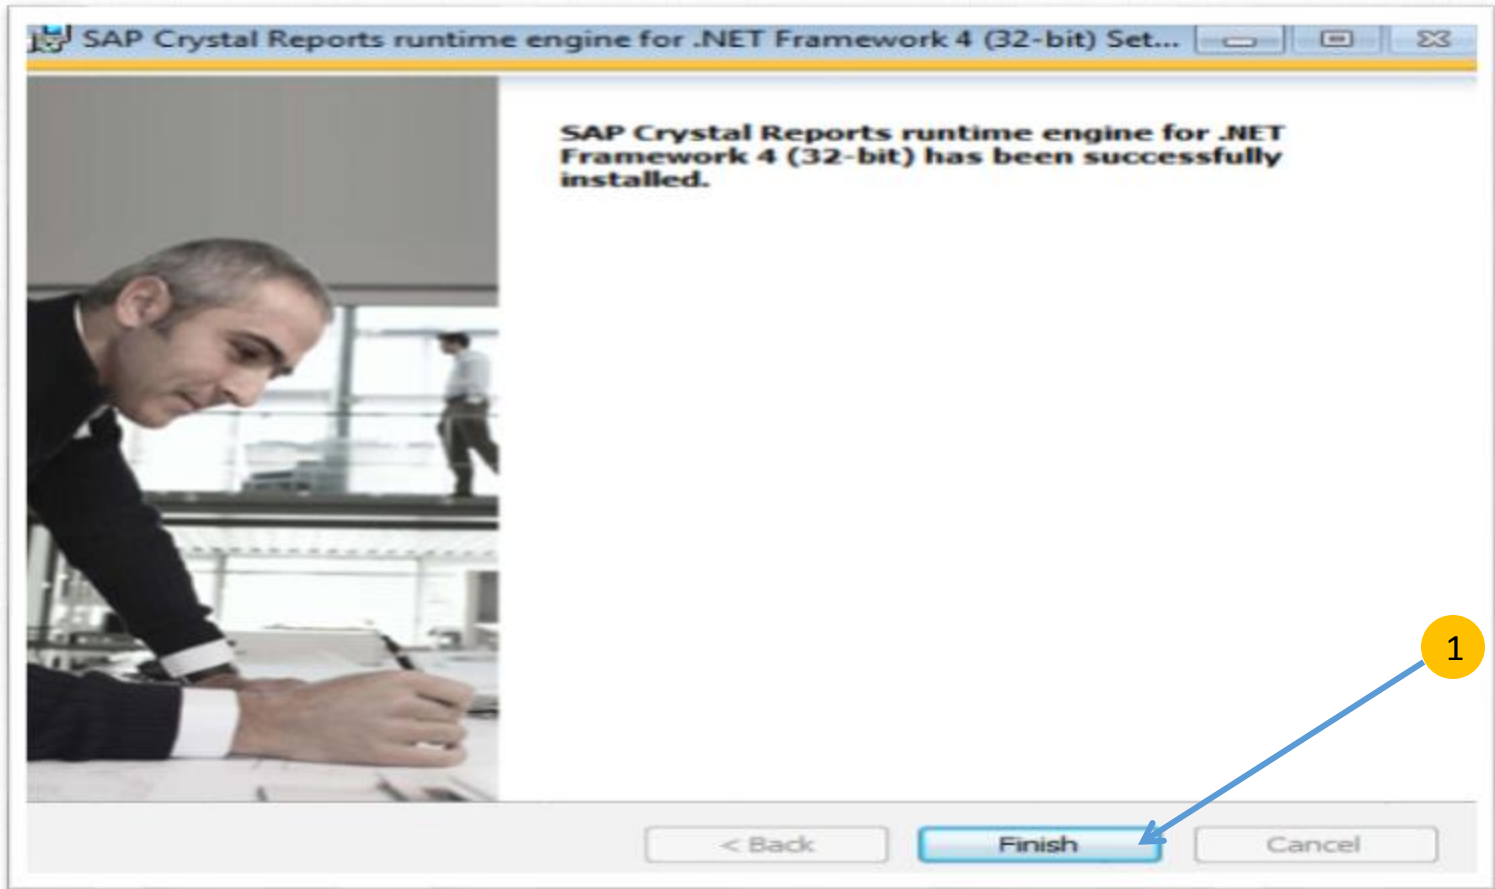 SAP Crystal Reports runtime engine for .NET Framework 4 (32-bit) Set...
SAP Crystal Reports runtime engine for .NET
Framework 4 (32-bit) has been successfully
installed.
1
< Back
Finish
Cancel